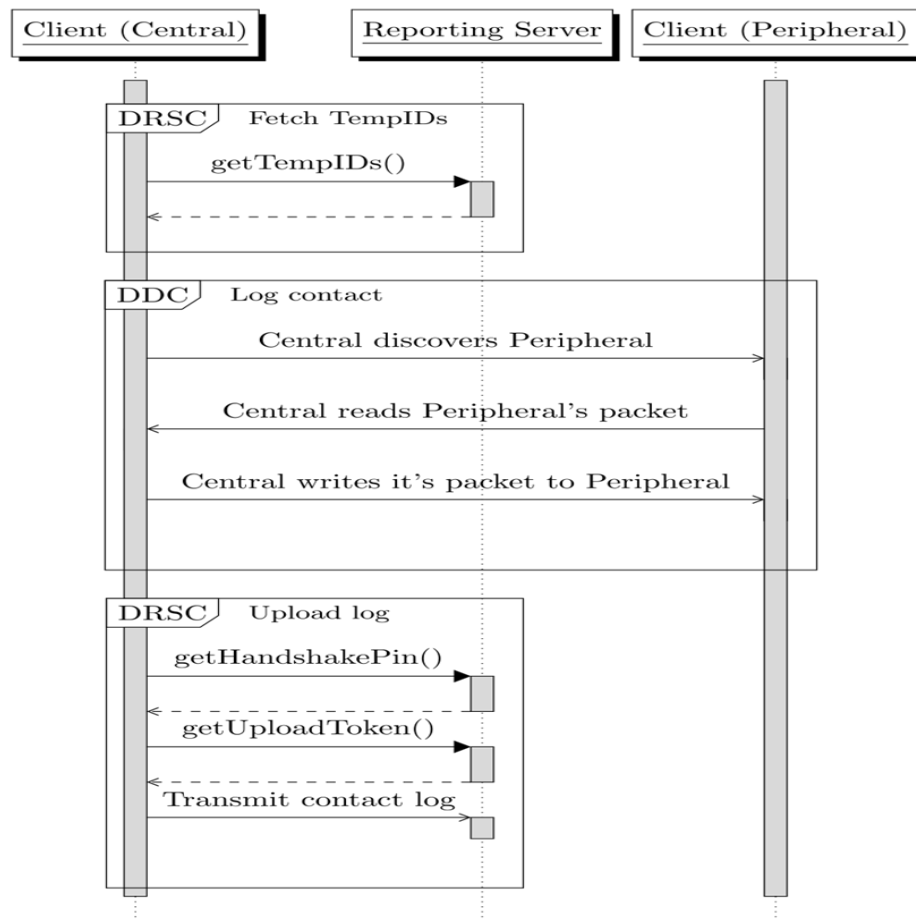 Client (Central)
Reporting Server
Client (Peripheral)
DRSC
Fetch TempIDs
getTempIDs()
DDC
Log contact
Central discovers Peripheral
Central reads Peripheral's packet
Central writes it's packet to Peripheral
DRSC
Upload log
getHandshakePin()
getUploadToken()
Transmit contact log